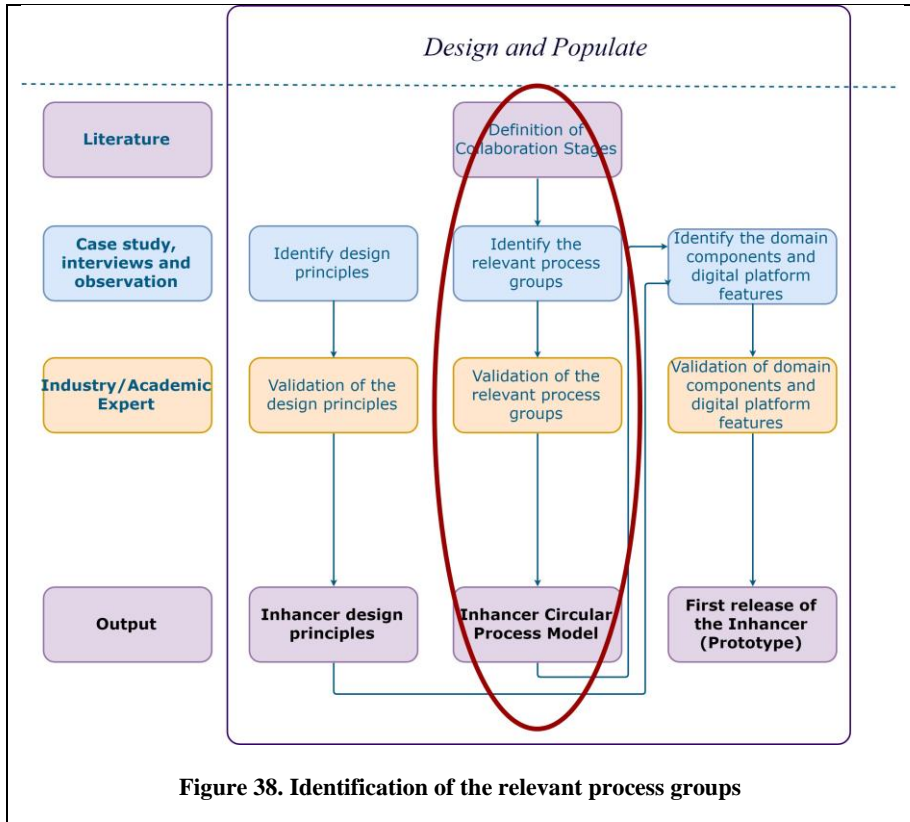 Design and Populate
Literature
Definition of
Collaboration Stages
Case study,
interviews and
observation
Identify design
principles
Identify the
relevant process
groups
Identify the domain
components and
digital platform
features
Industry/Academic
Expert
Validation of the
design principles
Validation of the
relevant process
groups
Validation of domain
components and
digital platform
features
Output
Inhancer design
principles
Inhancer Circular
Process Model
First release of
the Inhancer
(Prototype)
Figure 38. Identification of the relevant process groups